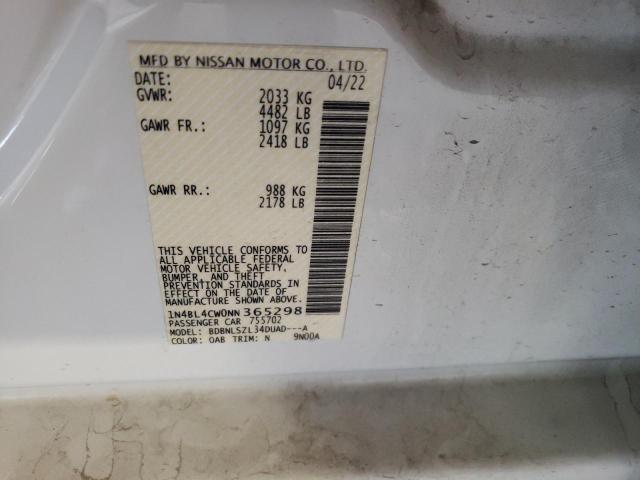 MFD BY NISSAN MOTOR CO., LTD.
DATE: 04/22
GVWR: 2033 KG
4482 LB
GAWR FR.: 1097 KG
2418 LB
GAWR RR.: 988 KG
2178 LB
THIS VEHICLE CONFORMS TO
ALL APPLICABLE FEDERAL
MOTOR VEHICLE SAFETY,
BUMPER, AND THEFT
PREVENTION STANDARDS IN
EFFECT ON THE DATE OF
MANUFACTURE SHOWN ABOVE.
1N4BL4CW0NN365298
PASSENGER CAR 755702
MODEL: BDBNLSZL34DUAD---A
COLOR: QAB TRIM: N 9N00A